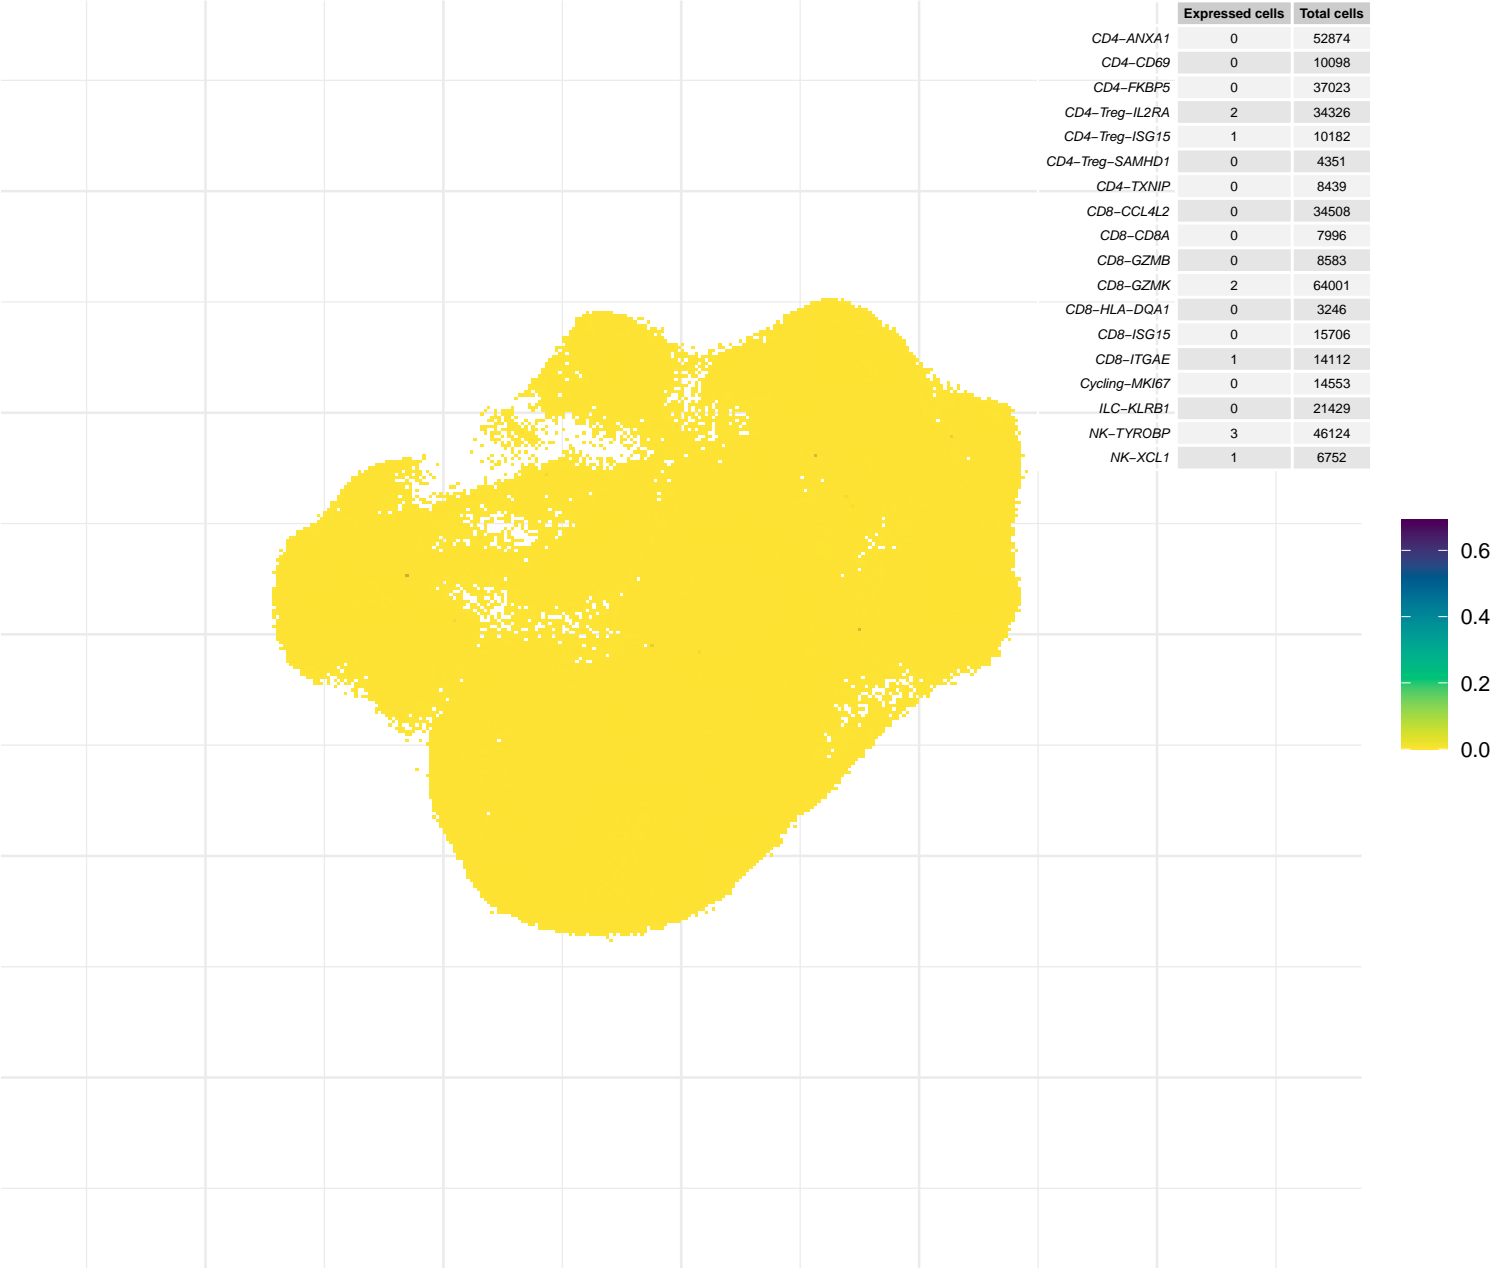 Expressed cells Total cells
CD4−ANXA1 0 52874
CD4−CD69 0 10098
CD4−FKBP5 0 37023
CD4−Treg−IL2RA 2 34326
CD4−Treg−ISG15 1 10182
CD4−Treg−SAMHD1 0 4351
CD4−TXNIP 0 8439
CD8−CCL4L2 0 34508
CD8−CD8A 0 7996
CD8−GZMB 0 8583
CD8−GZMK 2 64001
CD8−HLA−DQA1 0 3246
CD8−ISG15 0 15706
CD8−ITGAE 1 14112
Cycling−MKI67 0 14553
ILC−KLRB1 0 21429
NK−TYROBP 3 46124
NK−XCL1 1 6752
0.6
0.4
0.2
0.0